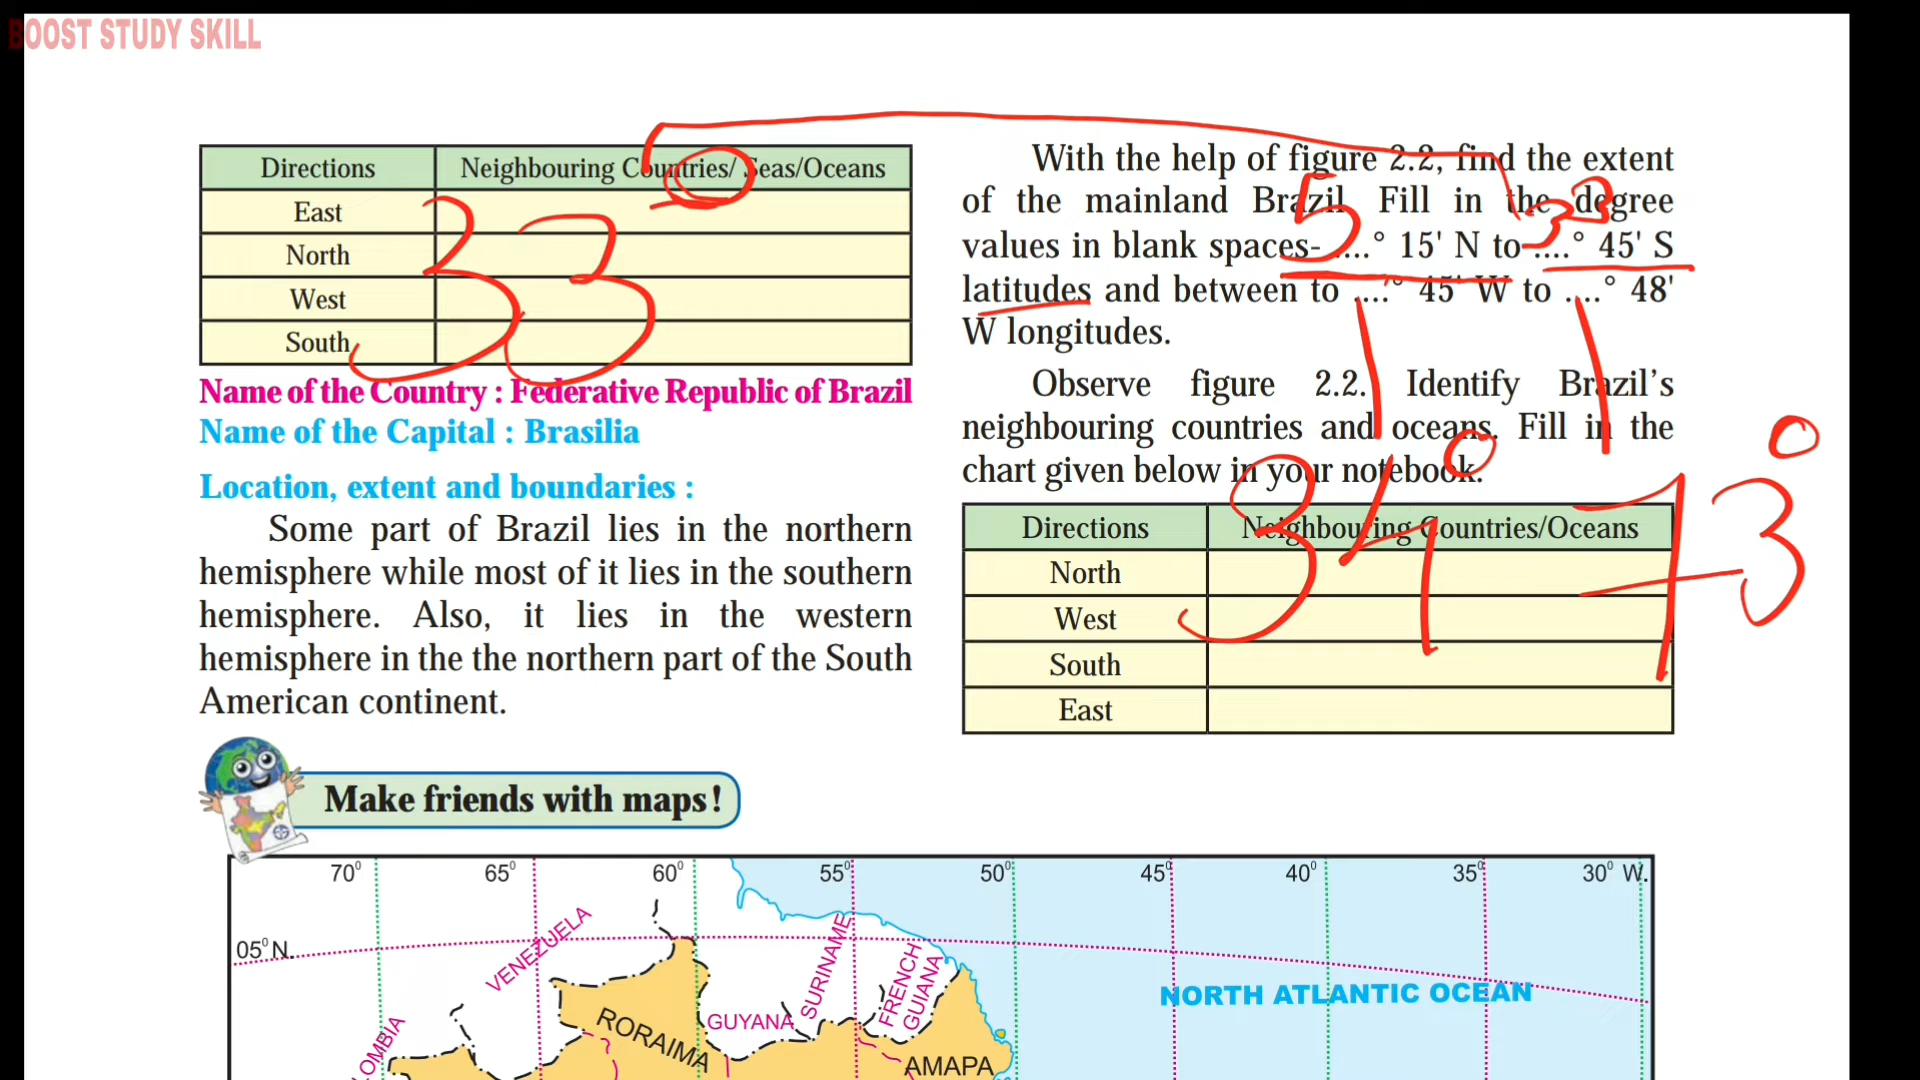 BOOST STUDY SKILL
Directions Neighbouring Countries/ Seas/Oceans
East
North
West
South
33
Name of the Country : Federative Republic of Brazil
Name of the Capital : Brasilia
Location, extent and boundaries :
Some part of Brazil lies in the northern
hemisphere while most of it lies in the southern
hemisphere. Also, it lies in the western
hemisphere in the the northern part of the South
American continent.
With the help of figure 2.2, find the extent
of the mainland Brazil. Fill in the degree
values in blank spaces- 5....° 15' N to 33....° 45' S
latitudes and between to ....° 45' W to ....° 48'
W longitudes.
Observe figure 2.2. Identify Brazil's
neighbouring countries and oceans. Fill in the
chart given below in your notebook.
34° 73°
Directions Neighbouring Countries/Oceans
North
West
South
East
Make friends with maps!
70° 65° 60° 55° 50° 45° 40° 35° 30° W.
05° N.
VENEZUELA
SURINAME
FRENCH
GUIANA
NORTH ATLANTIC OCEAN
GUYANA
RORAIMA
AMAPA